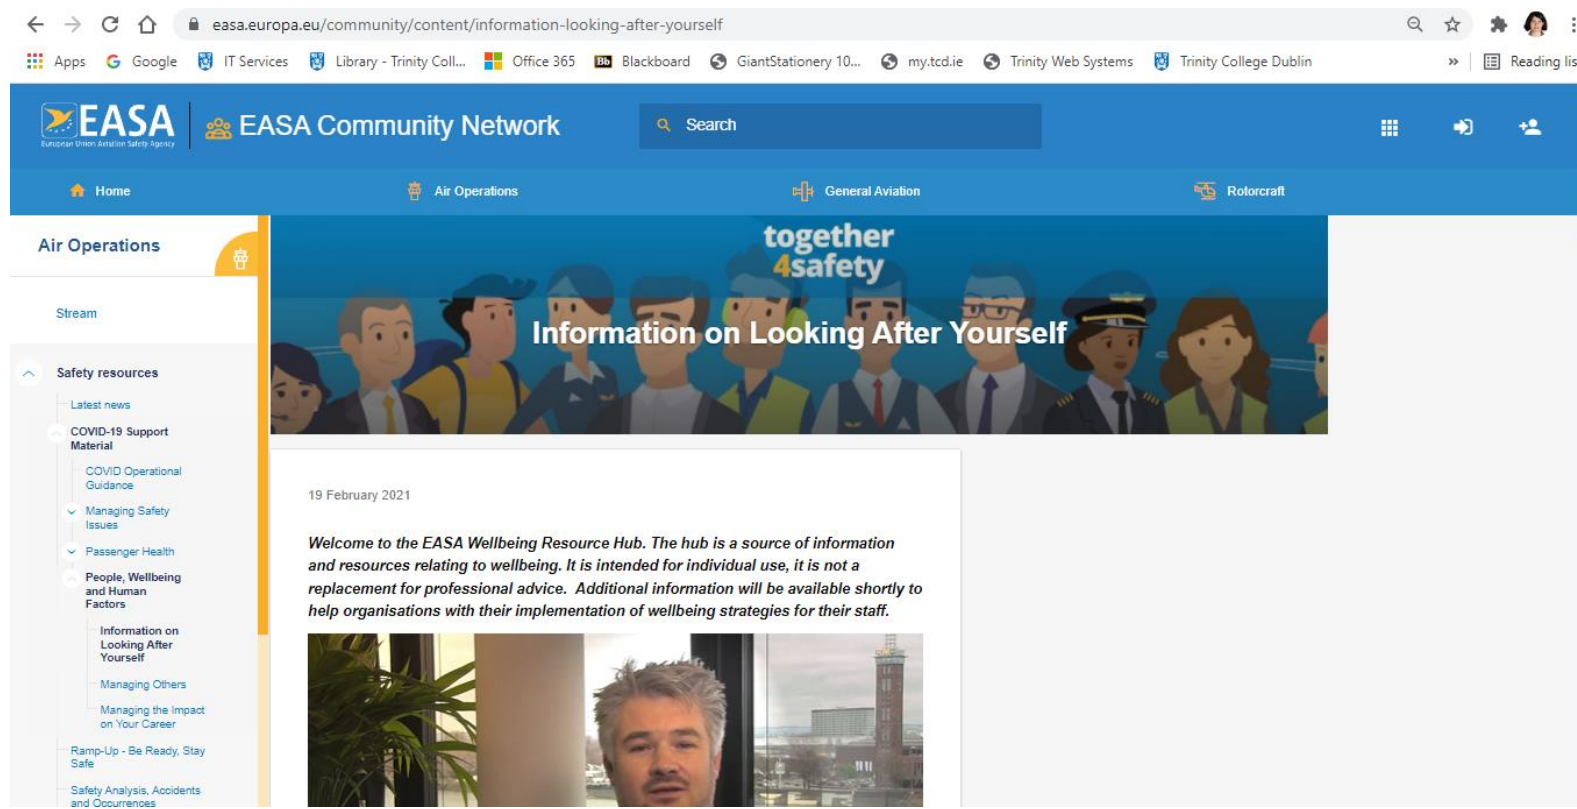 easa.europa.eu/community/content/information-looking-after-yourself
Apps Google IT Services Library - Trinity Coll... Office 365 Bb Blackboard GiantStationery 10... my.tcd.ie Trinity Web Systems Trinity College Dublin » Reading lis
EASA
European Union Aviation Safety Agency
EASA Community Network
Search
Home Air Operations General Aviation Rotorcraft
Air Operations
Stream
Safety resources
Latest news
COVID-19 Support
Material
COVID Operational
Guidance
Managing Safety
Issues
Passenger Health
People, Wellbeing
and Human
Factors
Information on
Looking After
Yourself
Managing Others
Managing the Impact
on Your Career
Ramp-Up - Be Ready, Stay
Safe
Safety Analysis, Accidents
and Occurrences
together
4safety
Information on Looking After Yourself
19 February 2021
Welcome to the EASA Wellbeing Resource Hub. The hub is a source of information
and resources relating to wellbeing. It is intended for individual use, it is not a
replacement for professional advice. Additional information will be available shortly to
help organisations with their implementation of wellbeing strategies for their staff.